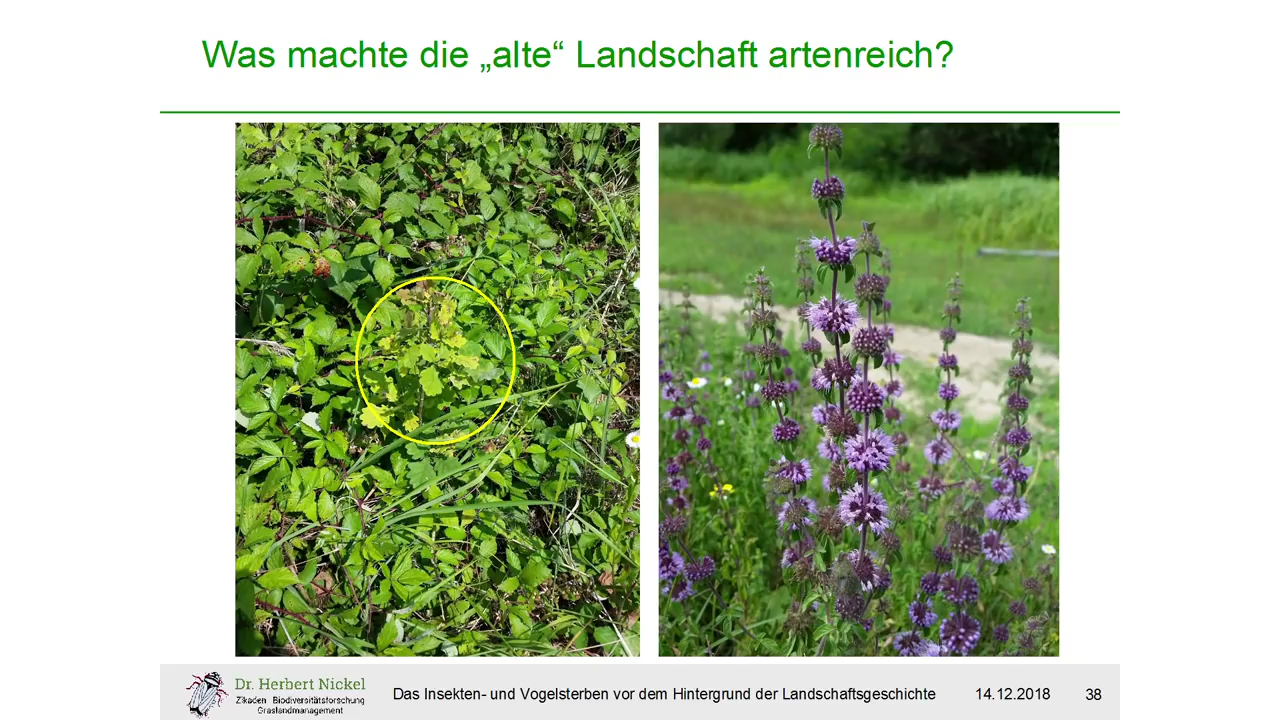 Was machte die „alte“ Landschaft artenreich?
Dr. Herbert Nickel
Zikaden Biodiversitätsforschung
Graslandmanagement
Das Insekten- und Vogelsterben vor dem Hintergrund der Landschaftsgeschichte
14.12.2018
38